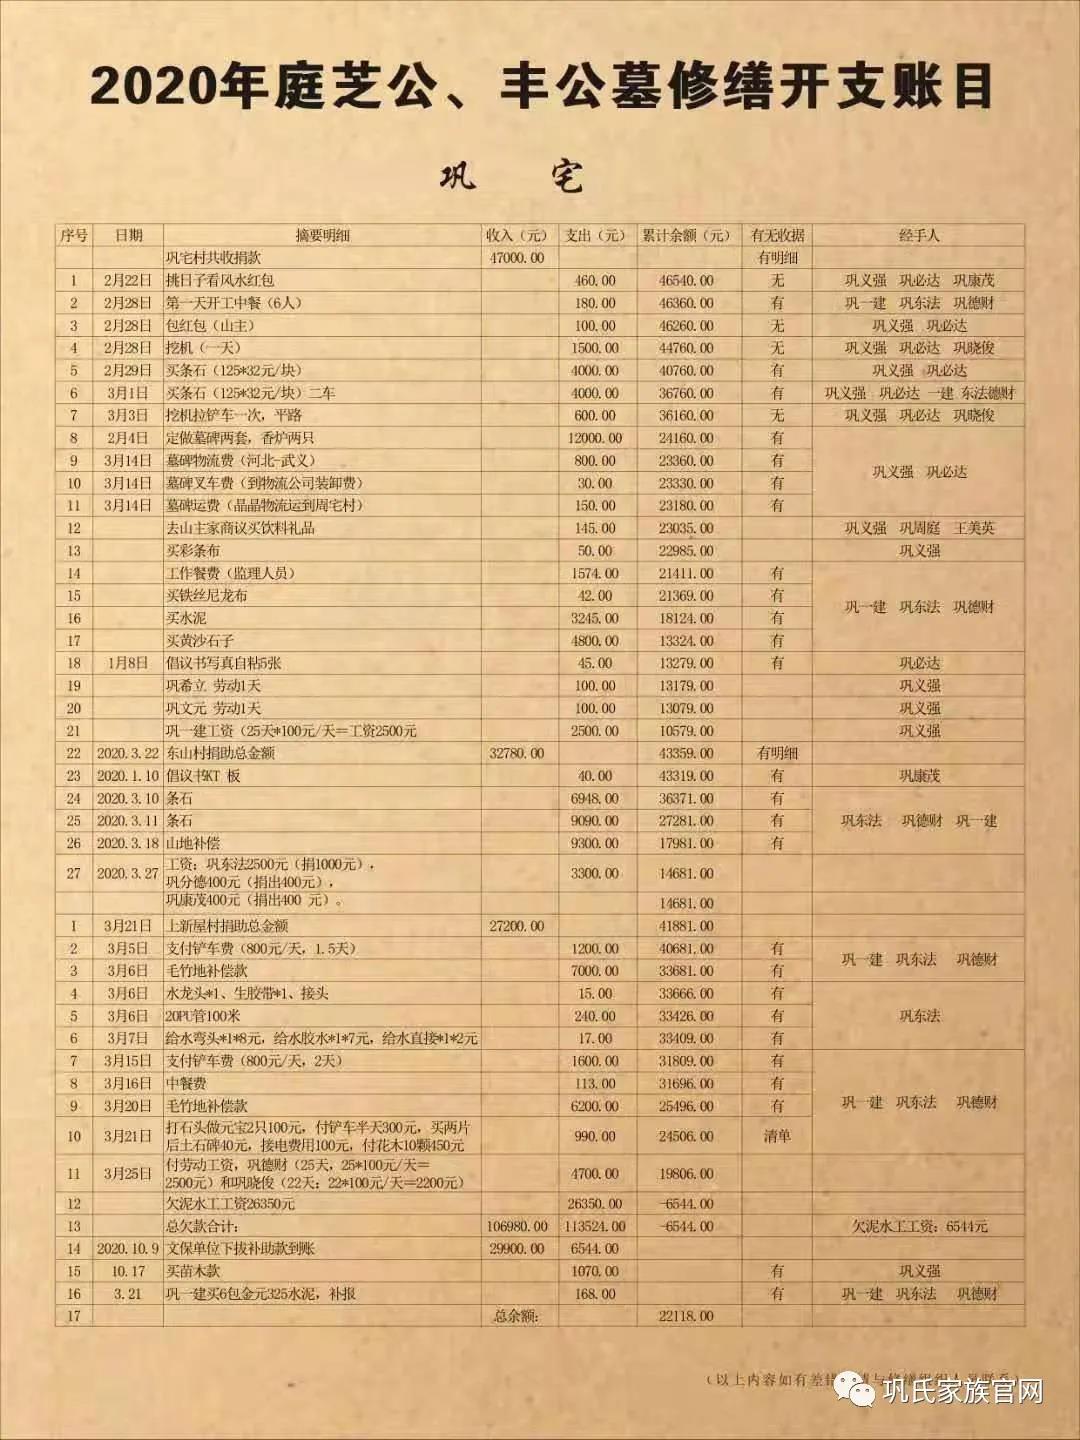 2020年庭芝公、丰公墓修缮开支账目
巩 宅
序号 日期 摘要明细 收入（元） 支出（元） 累计余额（元） 有无收据 经手人
巩宅村共收捐款 47000.00 有明细
1 2月22日 挑日子看风水红包 460.00 46540.00 无 巩义强 巩必达 巩康茂
2 2月28日 第一天开工中餐（6人） 180.00 46360.00 有 巩一建 巩东法 巩德财
3 2月28日 包红包（山主） 100.00 46260.00 无 巩义强 巩必达
4 2月28日 挖机（一天） 1500.00 44760.00 无 巩义强 巩必达 巩晓俊
5 2月29日 买条石（125*32元/块） 4000.00 40760.00 有 巩义强 巩必达
6 3月1日 买条石（125*32元/块）二车 4000.00 36760.00 有 巩义强 巩必达 一建 东法德财
7 3月3日 挖机拉铲车一次，平路 600.00 36160.00 无 巩义强 巩必达 巩晓俊
8 2月4日 定做墓碑两套，香炉两只 12000.00 24160.00 有
9 3月14日 墓碑物流费（河北-武义） 800.00 23360.00 有
巩义强 巩必达
10 3月14日 墓碑叉车费（到物流公司装卸费） 30.00 23330.00 有
11 3月14日 墓碑运费（晶晶物流运到周宅村） 150.00 23180.00 有
12 去山主家商议买饮料礼品 145.00 23035.00 巩义强 巩周庭 王美英
13 买彩条布 50.00 22985.00 巩义强
14 工作餐费（监理人员） 1574.00 21411.00 有
15 买铁丝尼龙布 42.00 21369.00 有
巩一建 巩东法 巩德财
16 买水泥 3245.00 18124.00 有
17 买黄沙石子 4800.00 13324.00 有
18 1月8日 倡议书写真自粘5张 45.00 13279.00 有 巩必达
19 巩希立 劳动1天 100.00 13179.00 巩义强
20 巩文元 劳动1天 100.00 13079.00 巩义强
21 巩一建工资（25天*100元/天＝工资2500元 2500.00 10579.00 巩义强
22 2020.3.22 东山村捐助总金额 32780.00 43359.00 有明细
23 2020.1.10 倡议书KT 板 40.00 43319.00 有 巩康茂
24 2020.3.10 条石 6948.00 36371.00 有
25 2020.3.11 条石 9090.00 27281.00 有 巩东法 巩德财 巩一建
26 2020.3.18 山地补偿 9300.00 17981.00 有
27 2020.3.27 工资：巩东法2500元（捐1000元），
巩分德400元（捐出400元）， 3300.00 14681.00
巩康茂400元（捐出400 元）。 14681.00
1 3月21日 上新屋村捐助总金额 27200.00 41881.00
2 3月5日 支付铲车费（800元/天，1.5天） 1200.00 40681.00 有
巩一建 巩东法 巩德财
3 3月6日 毛竹地补偿款 7000.00 33681.00 有
4 3月6日 水龙头*1、生胶带*1、接头 15.00 33666.00 有
5 3月6日 20PU管100米 240.00 33426.00 有 巩东法
6 3月7日 给水弯头*1*8元，给水胶水*1*7元，给水直接*1*2元 17.00 33409.00 有
7 3月15日 支付铲车费（800元/天，2天） 1600.00 31809.00 有
8 3月16日 中餐费 113.00 31696.00 有
9 3月20日 毛竹地补偿款 6200.00 25496.00 有 巩一建 巩东法 巩德财
10 3月21日 打石头做元宝2只100元，付铲车半天300元，买两片
后土石碑40元，接电费用100元，付花木10颗450元 990.00 24506.00 清单
11 3月25日 付劳动工资，巩德财（25天，25*100元/天＝
2500元）和巩晓俊（22天：22*100元/天＝2200元） 4700.00 19806.00
12 欠泥水工工资26350元 26350.00 -6544.00
13 总欠款合计： 106980.00 113524.00 -6544.00 欠泥水工工资：6544元
14 2020.10.9 文保单位下拔补助款到账 29900.00 6544.00
15 10.17 买苗木款 1070.00 有 巩义强
16 3.21 巩一建买6包金元325水泥，补报 168.00 有 巩一建 巩东法 巩德财
17 总余额： 22118.00
（以上内容如有差错
巩氏家族官网